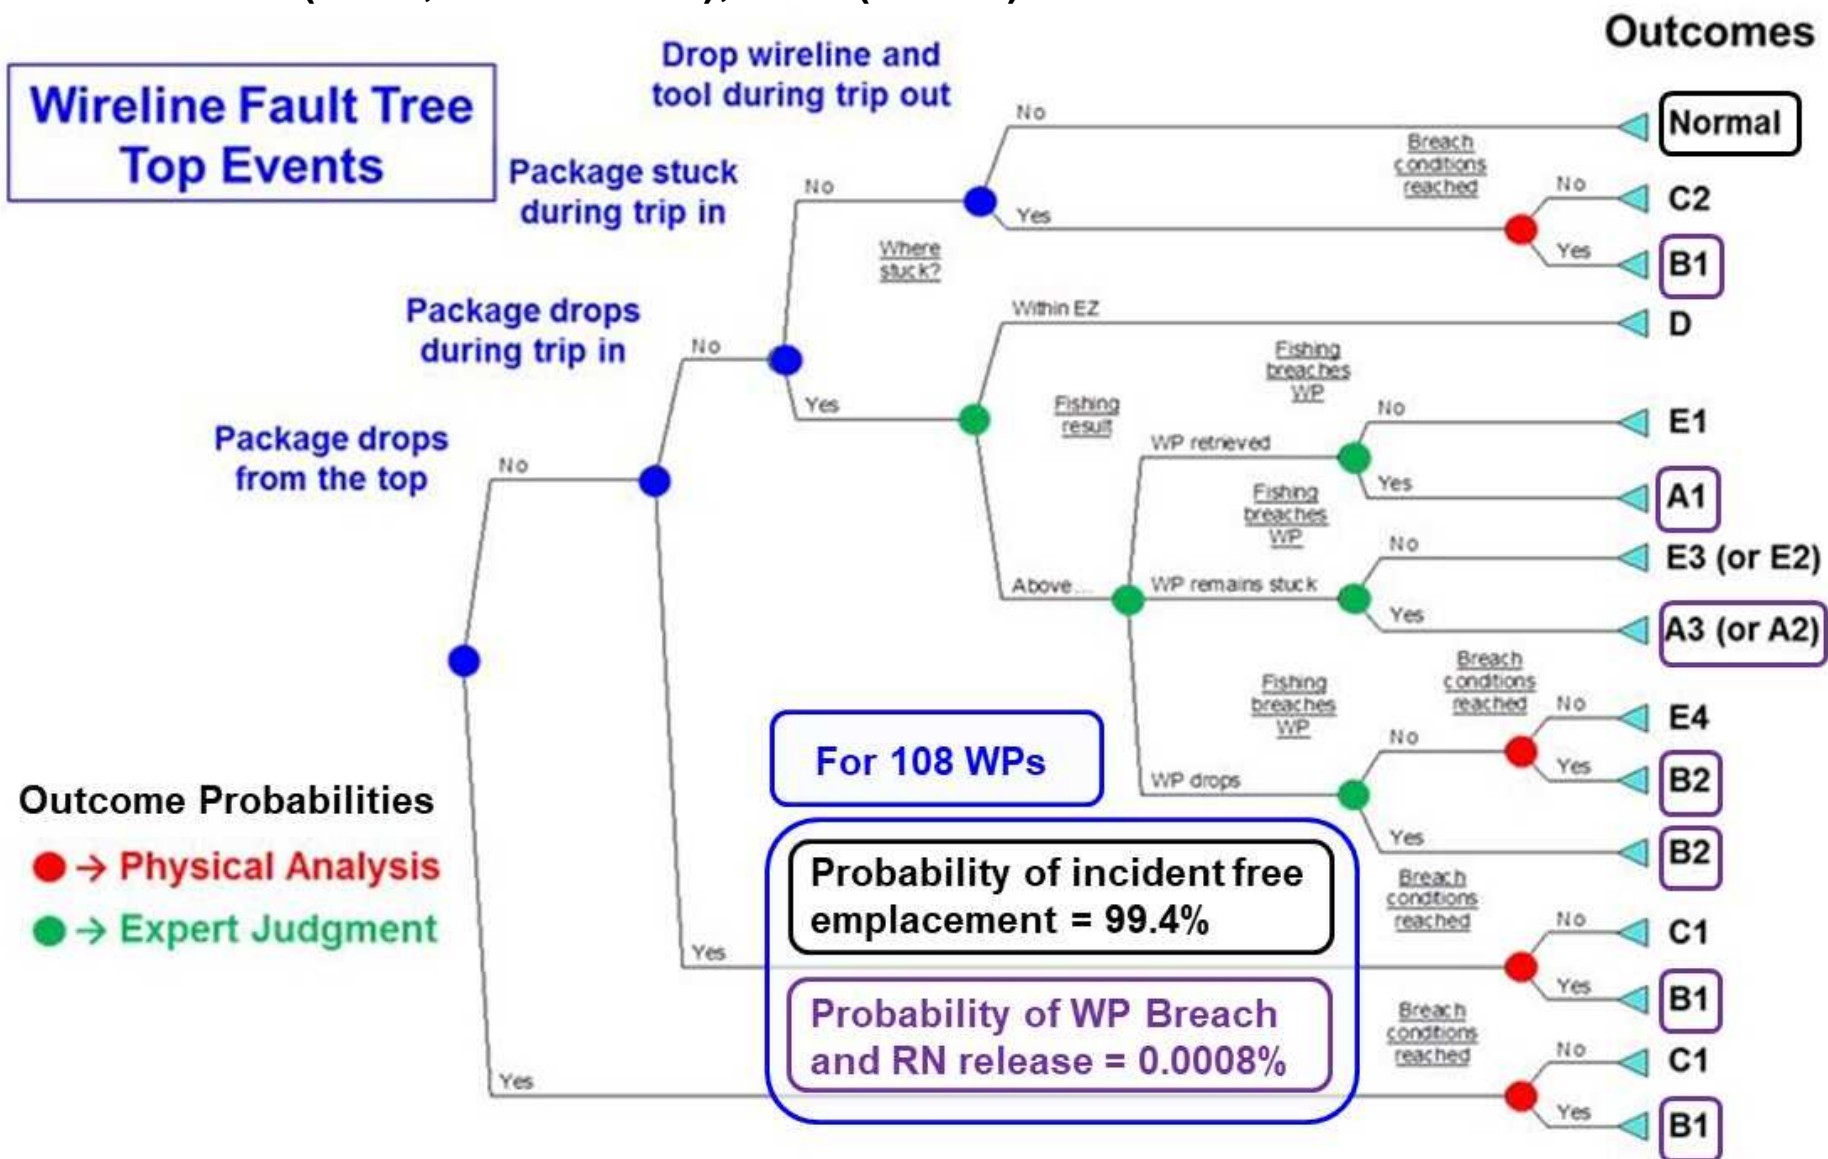 Outcomes
Wireline Fault Tree
Top Events
Drop wireline and
tool during trip out
Package stuck
during trip in
Package drops
during trip in
Package drops
from the top
No
Normal
Breach
conditions
reached
No
C2
Yes
Yes
B1
No
Where
stuck?
Within EZ
D
No
Yes
Fishing
result
Fishing
breaches
WP
WP retrieved
No
E1
Yes
A1
Fishing
breaches
WP
Above...
WP remains stuck
No
E3 (or E2)
Yes
A3 (or A2)
No
Fishing
breaches
WP
Breach
conditions
reached
WP drops
No
No
E4
Yes
B2
Yes
B2
For 108 WPs
Outcome Probabilities
→ Physical Analysis
→ Expert Judgment
Probability of incident free
emplacement = 99.4%
Probability of WP Breach
and RN release = 0.0008%
Yes
Breach
conditions
reached
No
C1
Yes
B1
Yes
Breach
conditions
reached
No
C1
Yes
B1